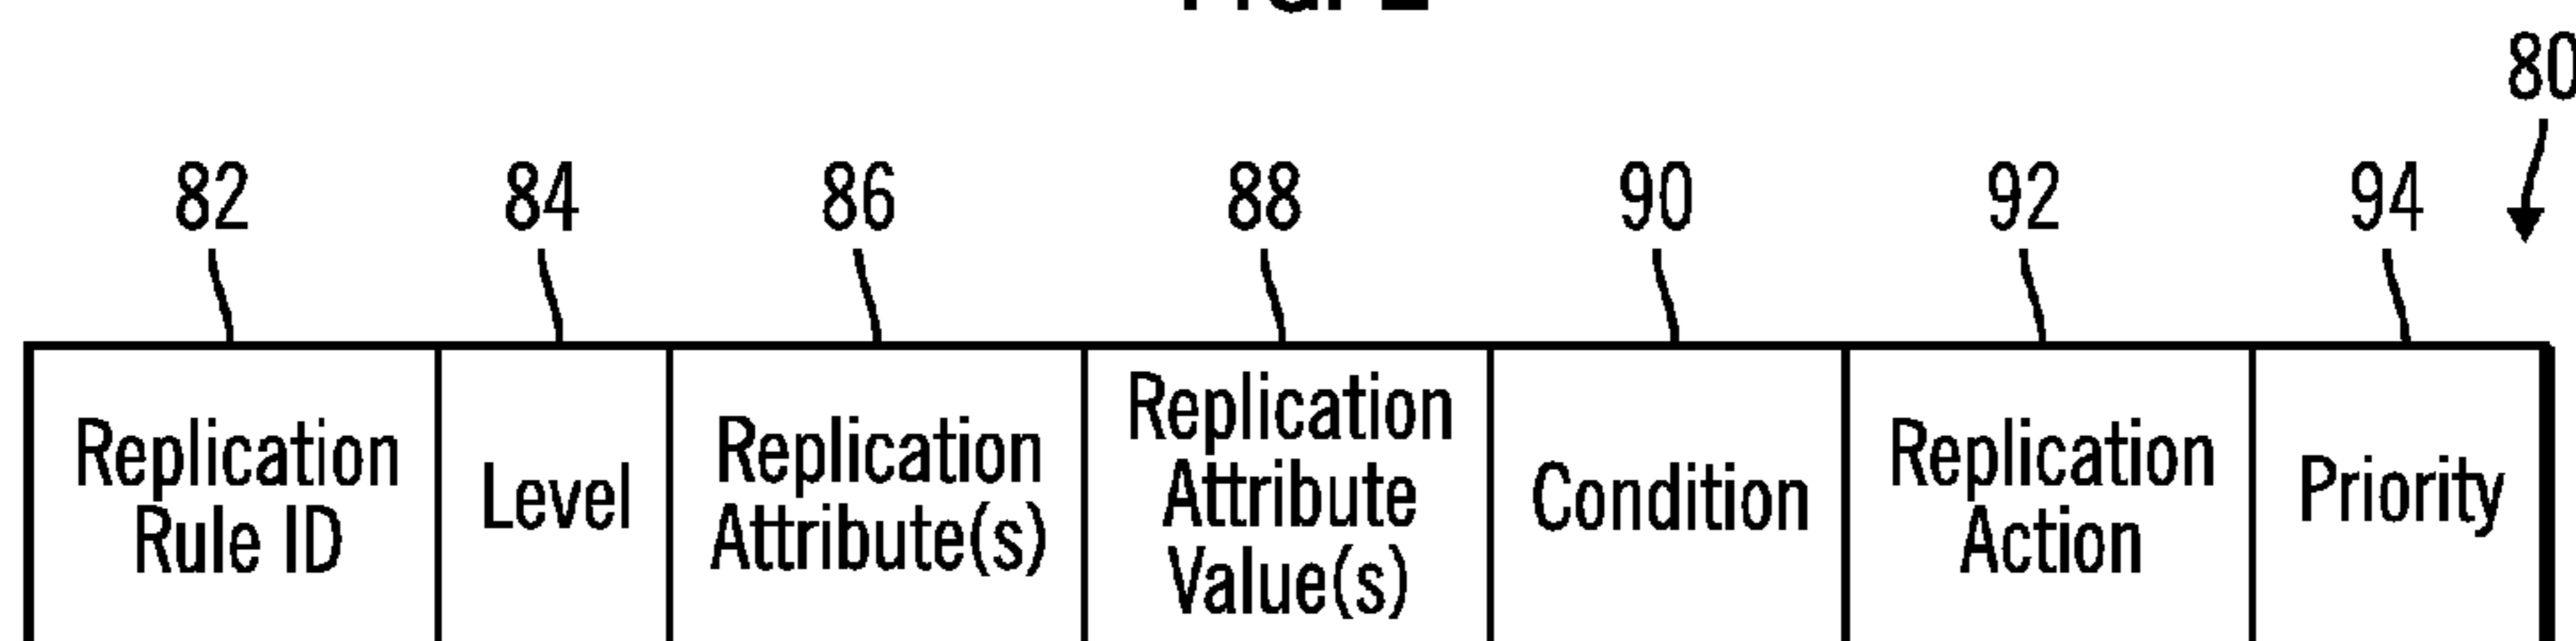 80
82 84 86 88 90 92 94
Replication
Rule ID
Level
Replication
Attribute(s)
Replication
Attribute
Value(s)
Condition
Replication
Action
Priority